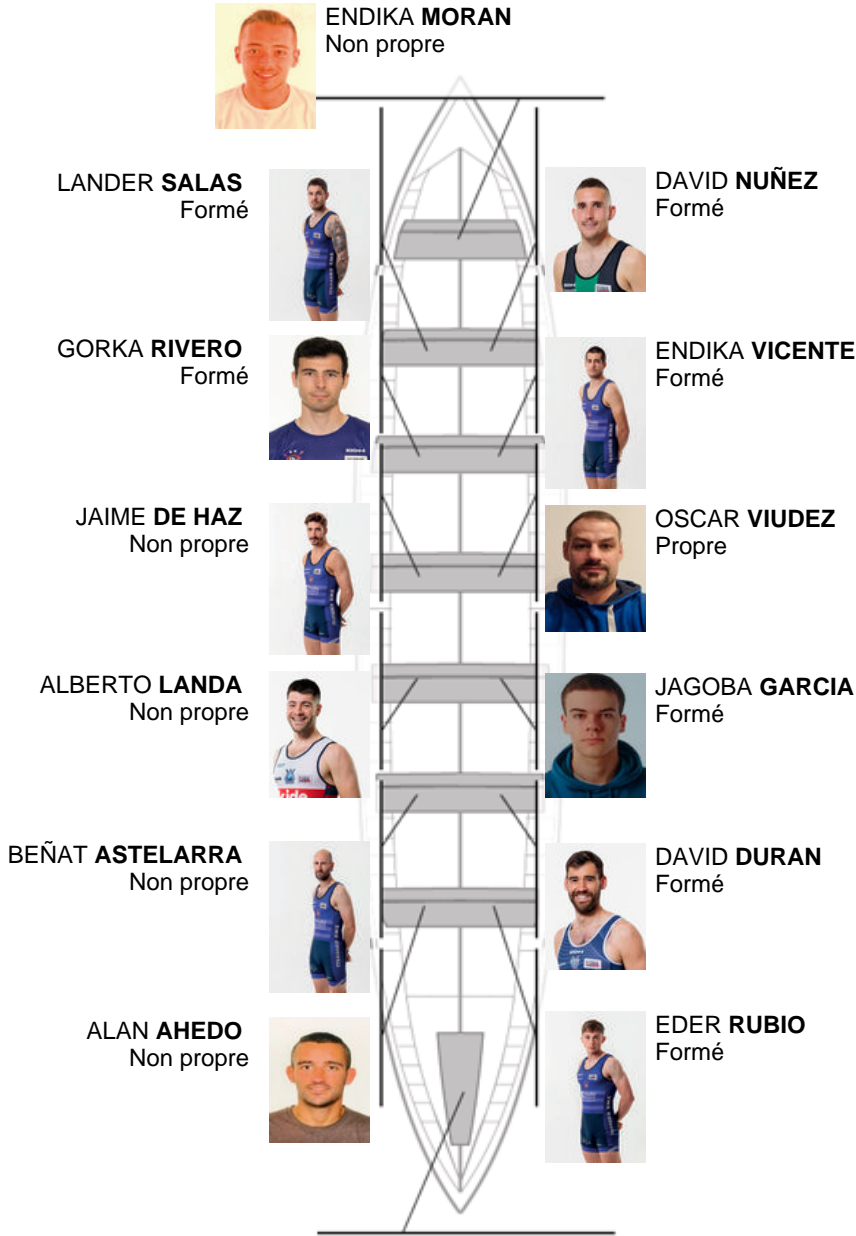 ENDIKA MORAN
Non propre
LANDER SALAS
Formé
DAVID NUÑEZ
Formé
GORKA RIVERO
Formé
ENDIKA VICENTE
Formé
JAIME DE HAZ
Non propre
OSCAR VIUDEZ
Propre
ALBERTO LANDA
Non propre
JAGOBA GARCIA
Formé
BEÑAT ASTELARRA
Non propre
DAVID DURAN
Formé
ALAN AHEDO
Non propre
EDER RUBIO
Formé